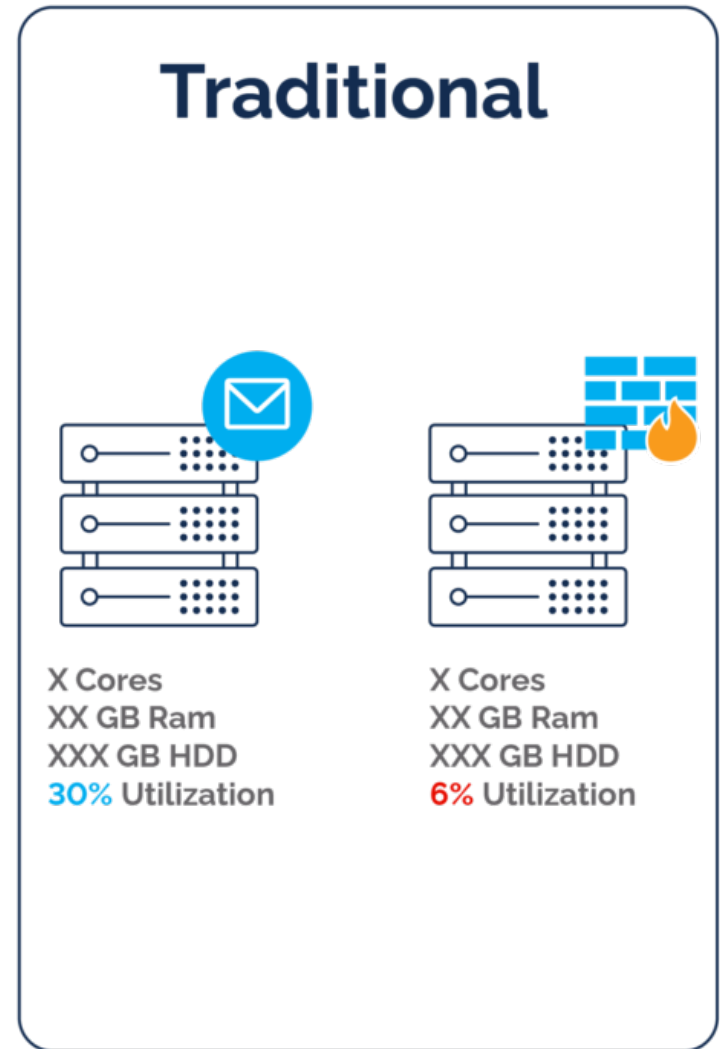 Traditional
X Cores
XX GB Ram
XXX GB HDD
30% Utilization
X Cores
XX GB Ram
XXX GB HDD
6% Utilization